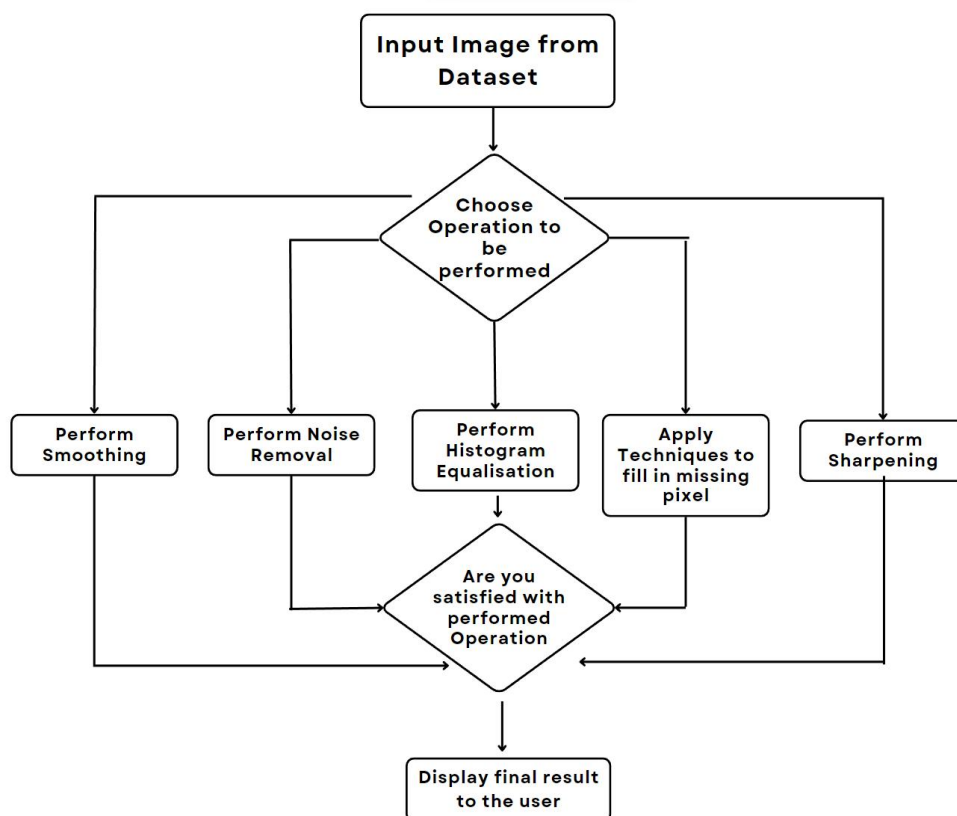 Input Image from
Dataset
Choose
Operation to
be
performed
Perform
Smoothing
Perform Noise
Removal
Perform
Histogram
Equalisation
Apply
Techniques to
fill in missing
pixel
Perform
Sharpening
Are you
satisfied with
performed
Operation
Display final result
to the user